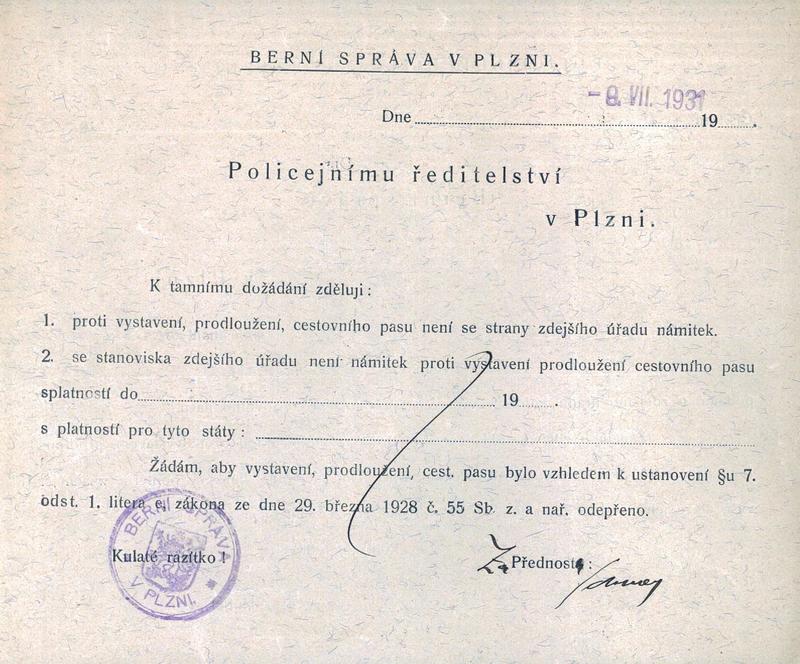 BERNÍ SPRÁVA V PLZNI.
-8. VII. 1931
Dne 19 .
Policejnímu ředitelství
v Plzni.
K tamnímu dožádání zděluji:
1. proti vystavení, prodloužení, cestovního pasu není se strany zdejšího úřadu námitek.
2. se stanoviska zdejšího úřadu není námitek proti vystavení prodloužení cestovního pasu
splatností do 19 .
s platností pro tyto státy:
Žádám, aby vystavení, prodloužení, cest. pasu bylo vzhledem k ustanovení §u 7.
odst. 1. litera e, zákona ze dne 29. března 1928 č. 55 Sb. z. a nař. odepřeno.
BERNÍ SPRÁVA
V PLZNI.
Kulaté razítko!
Za Přednosta: